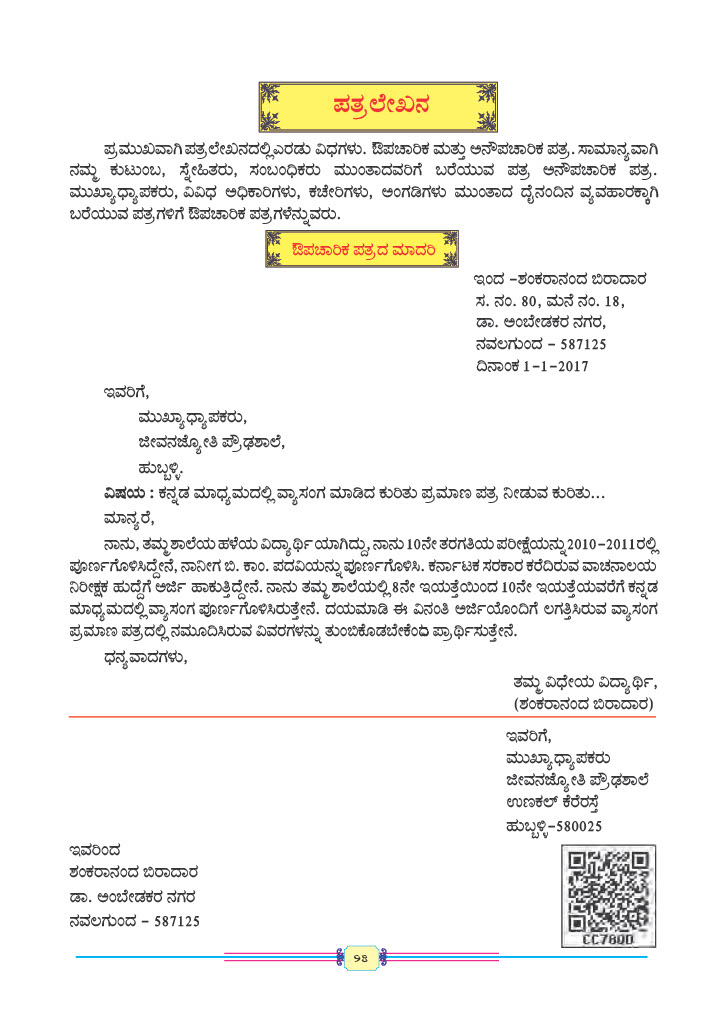 ಪತ್ರಲೇಖನ
ಪ್ರಮುಖವಾಗಿ ಪತ್ರಲೇಖನದಲ್ಲಿ ಎರಡು ವಿಧಗಳು. ಔಪಚಾರಿಕ ಮತ್ತು ಅನೌಪಚಾರಿಕ ಪತ್ರ. ಸಾಮಾನ್ಯವಾಗಿ
ನಮ್ಮ ಕುಟುಂಬ, ಸ್ನೇಹಿತರು, ಸಂಬಂಧಿಕರು ಮುಂತಾದವರಿಗೆ ಬರೆಯುವ ಪತ್ರ ಅನೌಪಚಾರಿಕ ಪತ್ರ.
ಮುಖ್ಯಾಧ್ಯಾಪಕರು, ವಿವಿಧ ಅಧಿಕಾರಿಗಳು, ಕಚೇರಿಗಳು, ಅಂಗಡಿಗಳು ಮುಂತಾದ ದೈನಂದಿನ ವ್ಯವಹಾರಕ್ಕಾಗಿ
ಬರೆಯುವ ಪತ್ರಗಳಿಗೆ ಔಪಚಾರಿಕ ಪತ್ರಗಳೆನ್ನುವರು.
ಔಪಚಾರಿಕ ಪತ್ರದ ಮಾದರಿ
ಇಂದ -ಶಂಕರಾನಂದ ಬಿರಾದಾರ
ಸ. ನಂ. 80, ಮನೆ ನಂ. 18,
ಡಾ. ಅಂಬೇಡಕರ ನಗರ,
ನವಲಗುಂದ - 587125
ದಿನಾಂಕ 1-1-2017
ಇವರಿಗೆ,
ಮುಖ್ಯಾಧ್ಯಾಪಕರು,
ಜೀವನಜ್ಯೋತಿ ಪ್ರೌಢಶಾಲೆ,
ಹುಬ್ಬಳ್ಳಿ.
ವಿಷಯ : ಕನ್ನಡ ಮಾಧ್ಯಮದಲ್ಲಿ ವ್ಯಾಸಂಗ ಮಾಡಿದ ಕುರಿತು ಪ್ರಮಾಣ ಪತ್ರ ನೀಡುವ ಕುರಿತು...
ಮಾನ್ಯರೆ,
ನಾನು, ತಮ್ಮ ಶಾಲೆಯ ಹಳೆಯ ವಿದ್ಯಾರ್ಥಿಯಾಗಿದ್ದು, ನಾನು 10ನೇ ತರಗತಿಯ ಪರೀಕ್ಷೆಯನ್ನು 2010-2011ರಲ್ಲಿ
ಪೂರ್ಣಗೊಳಿಸಿದ್ದೇನೆ, ನಾನೀಗ ಬಿ. ಕಾಂ. ಪದವಿಯನ್ನು ಪೂರ್ಣಗೊಳಿಸಿ. ಕರ್ನಾಟಕ ಸರಕಾರ ಕರೆದಿರುವ ವಾಚನಾಲಯ
ನಿರೀಕ್ಷಕ ಹುದ್ದೆಗೆ ಅರ್ಜಿ ಹಾಕುತ್ತಿದ್ದೇನೆ. ನಾನು ತಮ್ಮ ಶಾಲೆಯಲ್ಲಿ 8ನೇ ಇಯತ್ತೆಯಿಂದ 10ನೇ ಇಯತ್ತೆಯವರೆಗೆ ಕನ್ನಡ
ಮಾಧ್ಯಮದಲ್ಲಿ ವ್ಯಾಸಂಗ ಪೂರ್ಣಗೊಳಿಸಿರುತ್ತೇನೆ. ದಯಮಾಡಿ ಈ ವಿನಂತಿ ಅರ್ಜಿಯೊಂದಿಗೆ ಲಗತ್ತಿಸಿರುವ ವ್ಯಾಸಂಗ
ಪ್ರಮಾಣ ಪತ್ರದಲ್ಲಿ ನಮೂದಿಸಿರುವ ವಿವರಗಳನ್ನು ಪ್ರಾರ್ಥಿಸುತ್ತೇನೆ.
ಧನ್ಯವಾದಗಳು,
ತಮ್ಮ ವಿಧೇಯ ವಿದ್ಯಾರ್ಥಿ,
(ಶಂಕರಾನಂದ ಬಿರಾದಾರ)
ಇವರಿಗೆ,
ಮುಖ್ಯಾಧ್ಯಾಪಕರು
ಜೀವನಜ್ಯೋತಿ ಪ್ರೌಢಶಾಲೆ
ಉಣಕಲ್ ಕೆರೆರಸ್ತೆ
ಹುಬ್ಬಳ್ಳಿ-580025
ಇವರಿಂದ
ಶಂಕರಾನಂದ ಬಿರಾದಾರ
ಡಾ. ಅಂಬೇಡಕರ ನಗರ
ನವಲಗುಂದ - 587125
CC78QD
೨೪